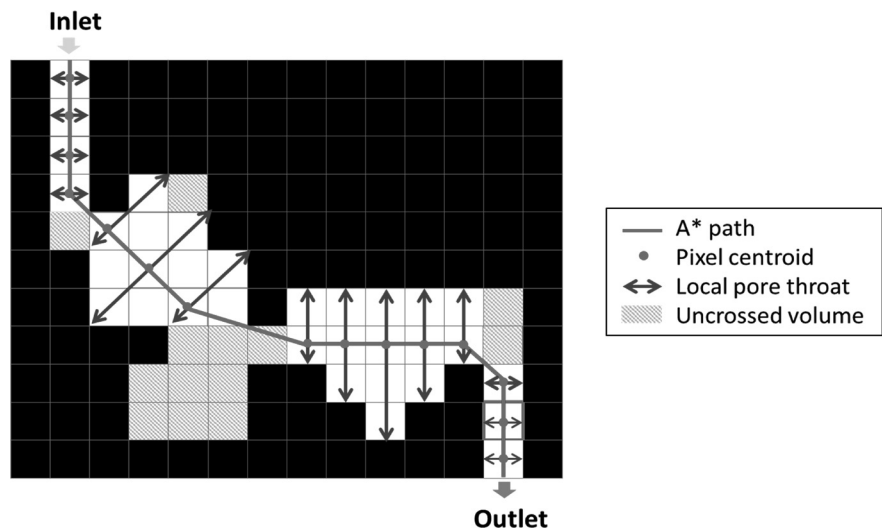 Inlet
A* path
Pixel centroid
Local pore throat
Uncrossed volume
Outlet